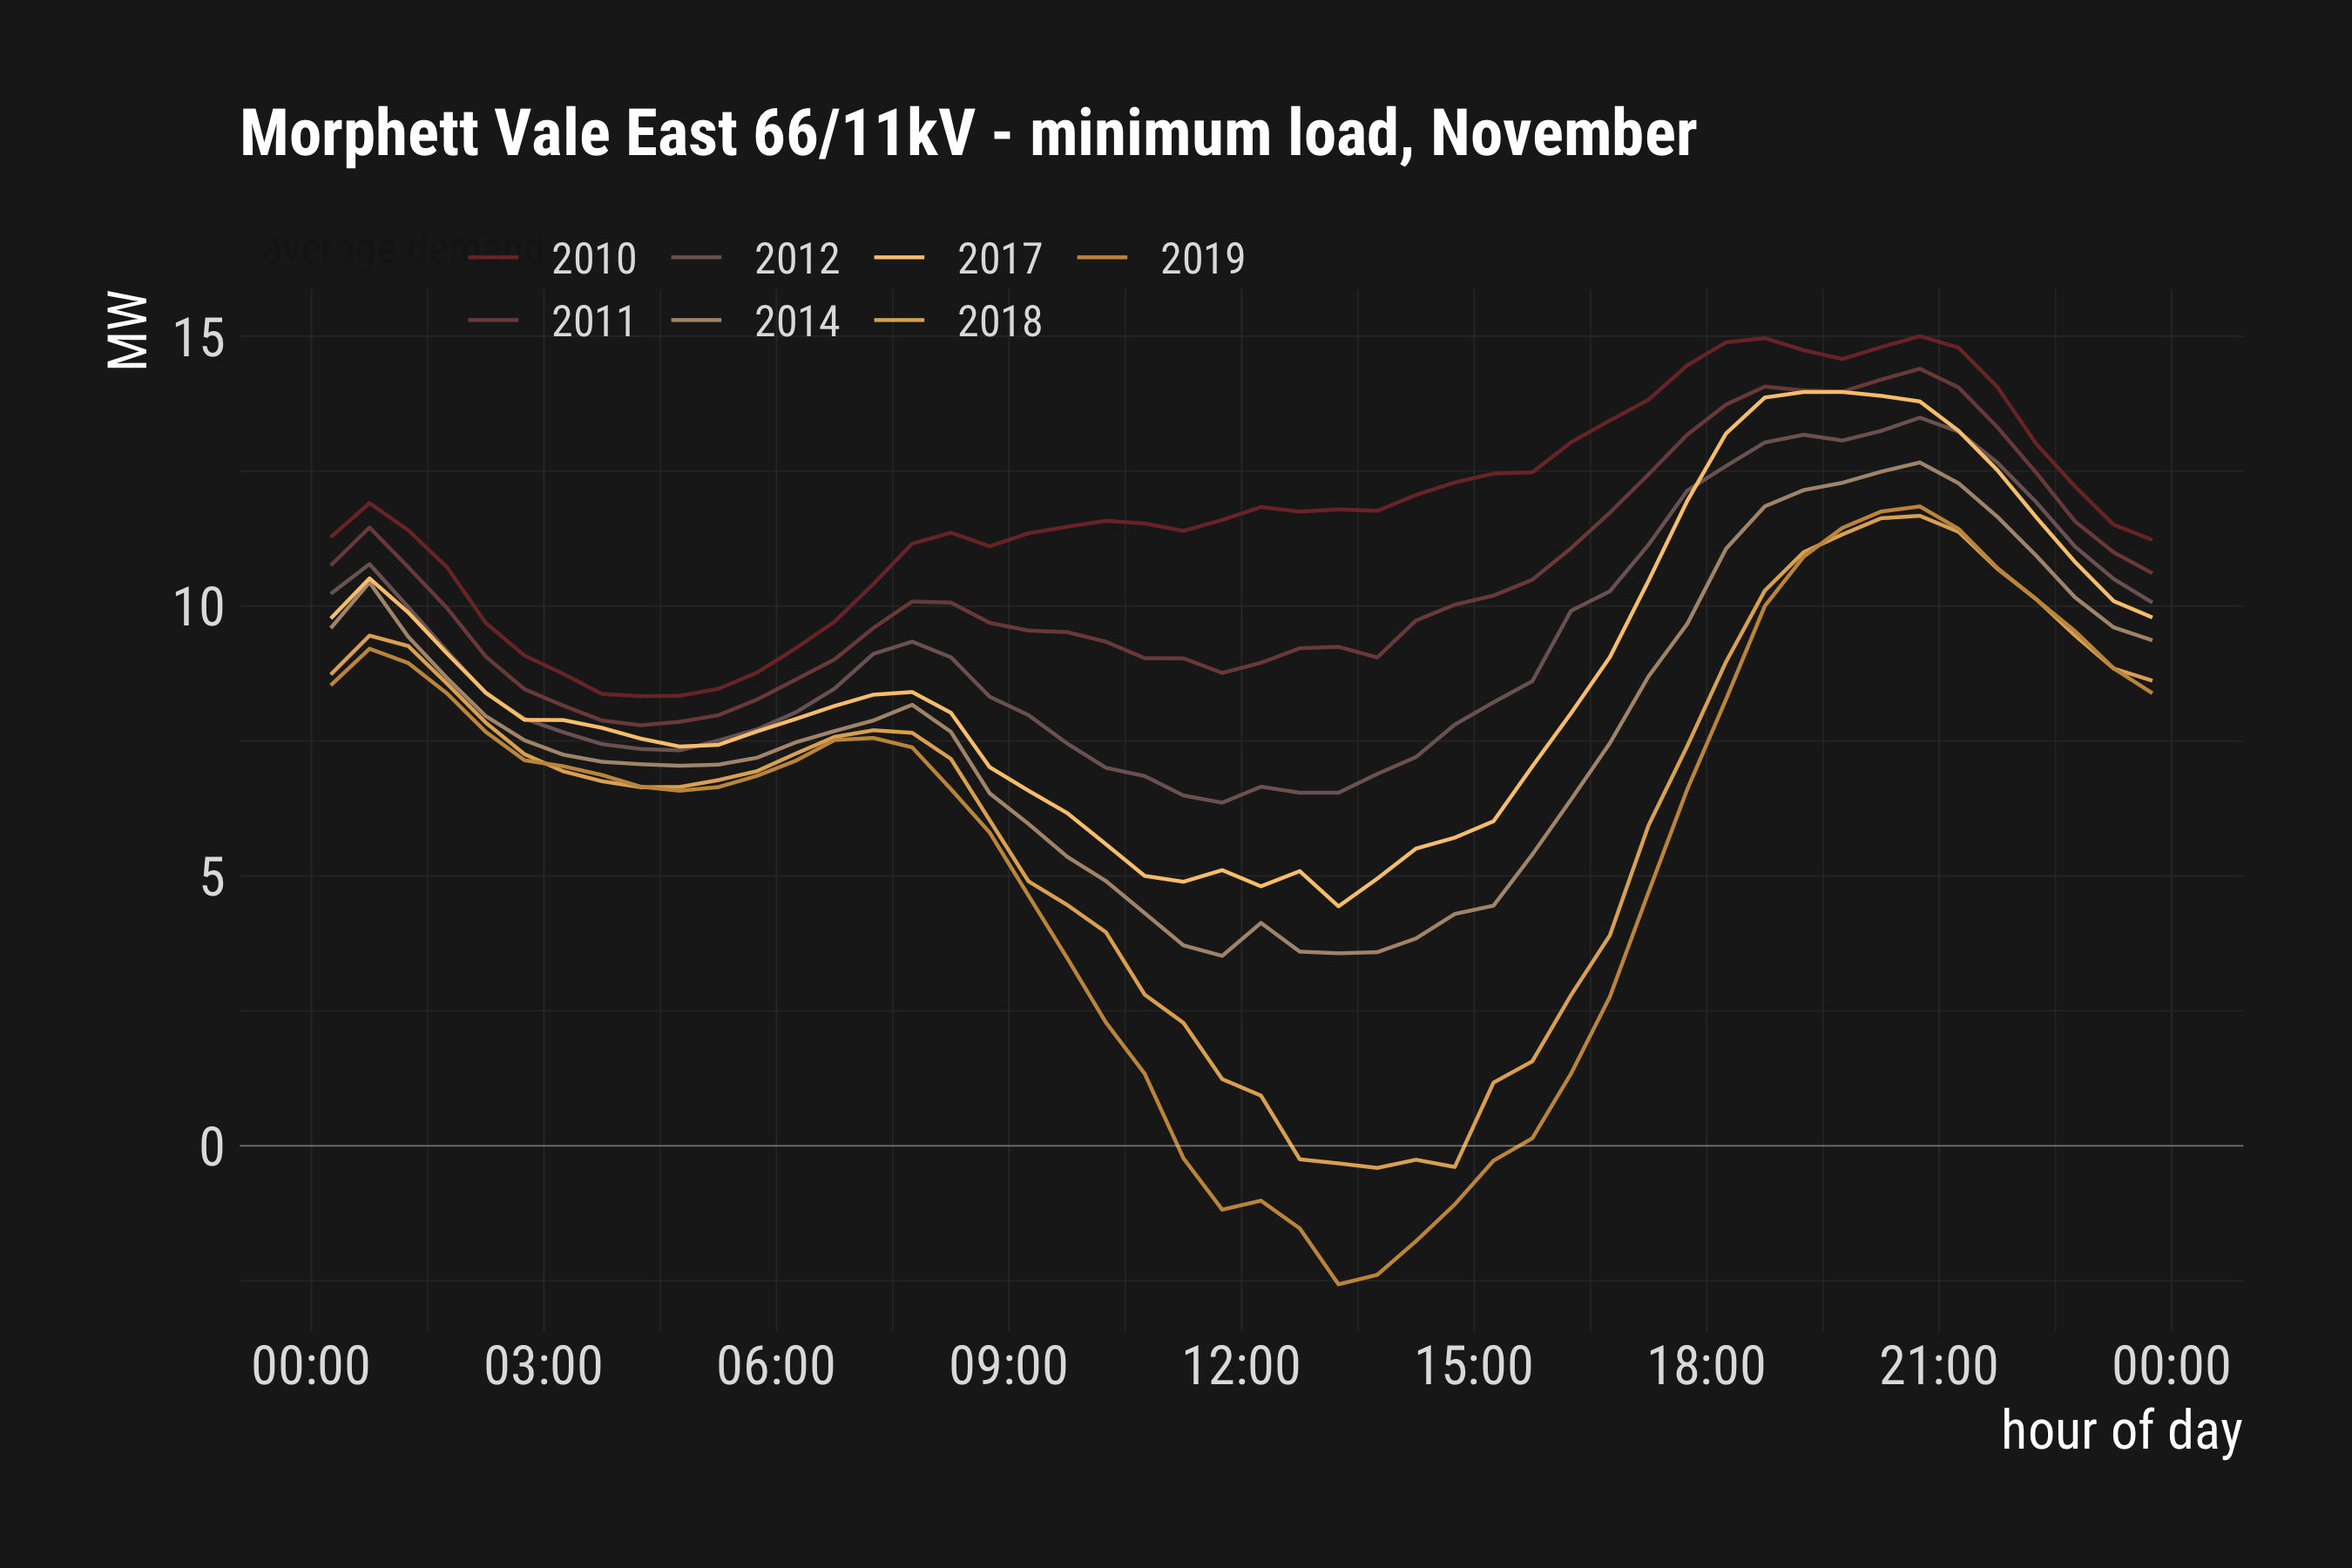 Morphett Vale East 66/11kV - minimum load, November
average demand
2010 2012 2017 2019
2011 2014 2018
MW
15
10
5
0
00:00 03:00 06:00 09:00 12:00 15:00 18:00 21:00 00:00
hour of day